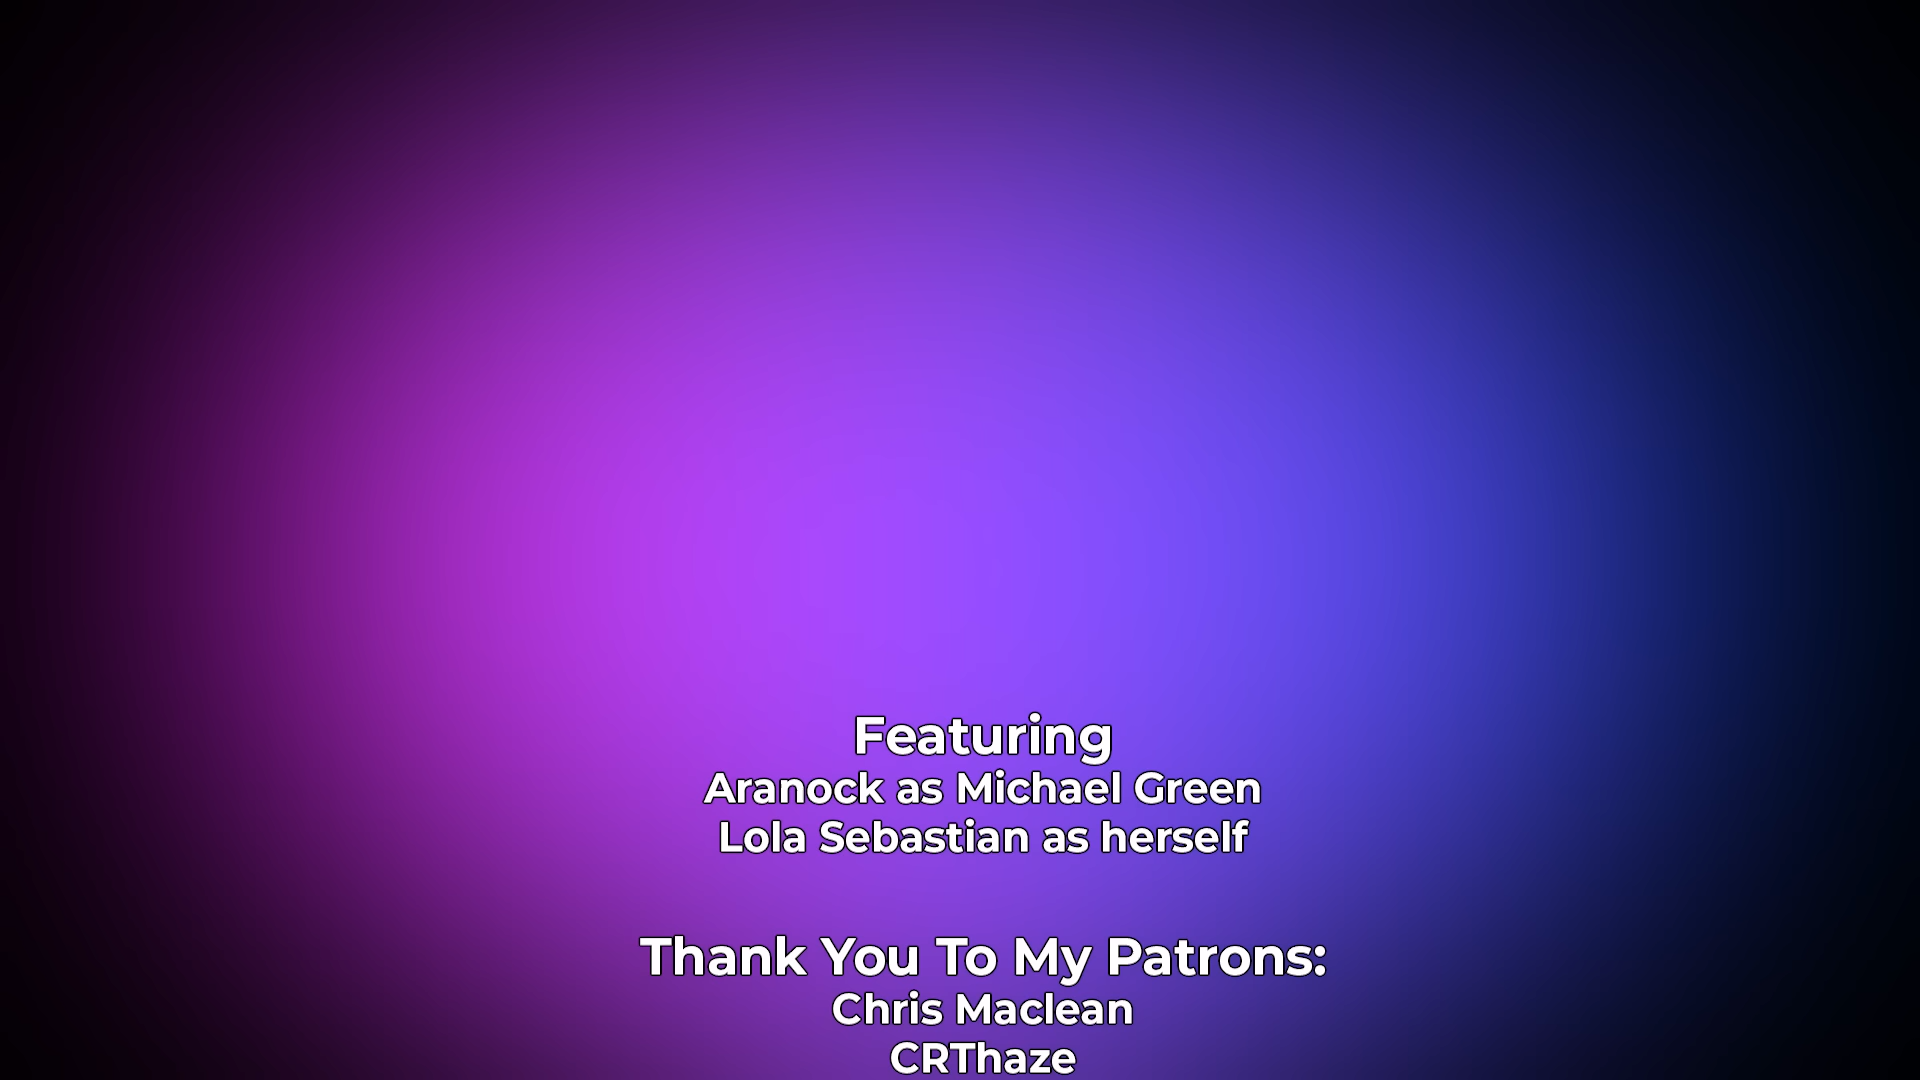 Featuring
Aranock as Michael Green
Lola Sebastian as herself
Thank You To My Patrons:
Chris Maclean
CRThaze